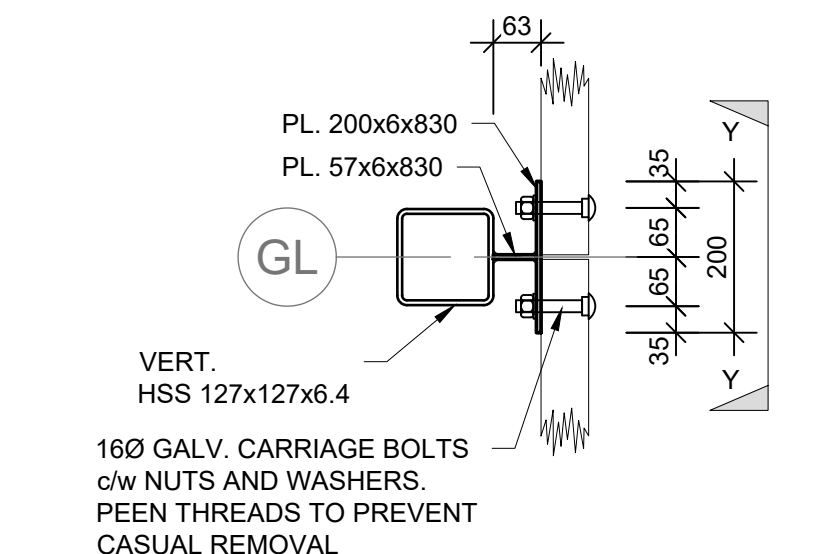 63
PL. 200x6x830
PL. 57x6x830
Y
35
65
200
65
35
GL
Y
VERT.
HSS 127x127x6.4
16Ø GALV. CARRIAGE BOLTS
c/w NUTS AND WASHERS.
PEEN THREADS TO PREVENT
CASUAL REMOVAL